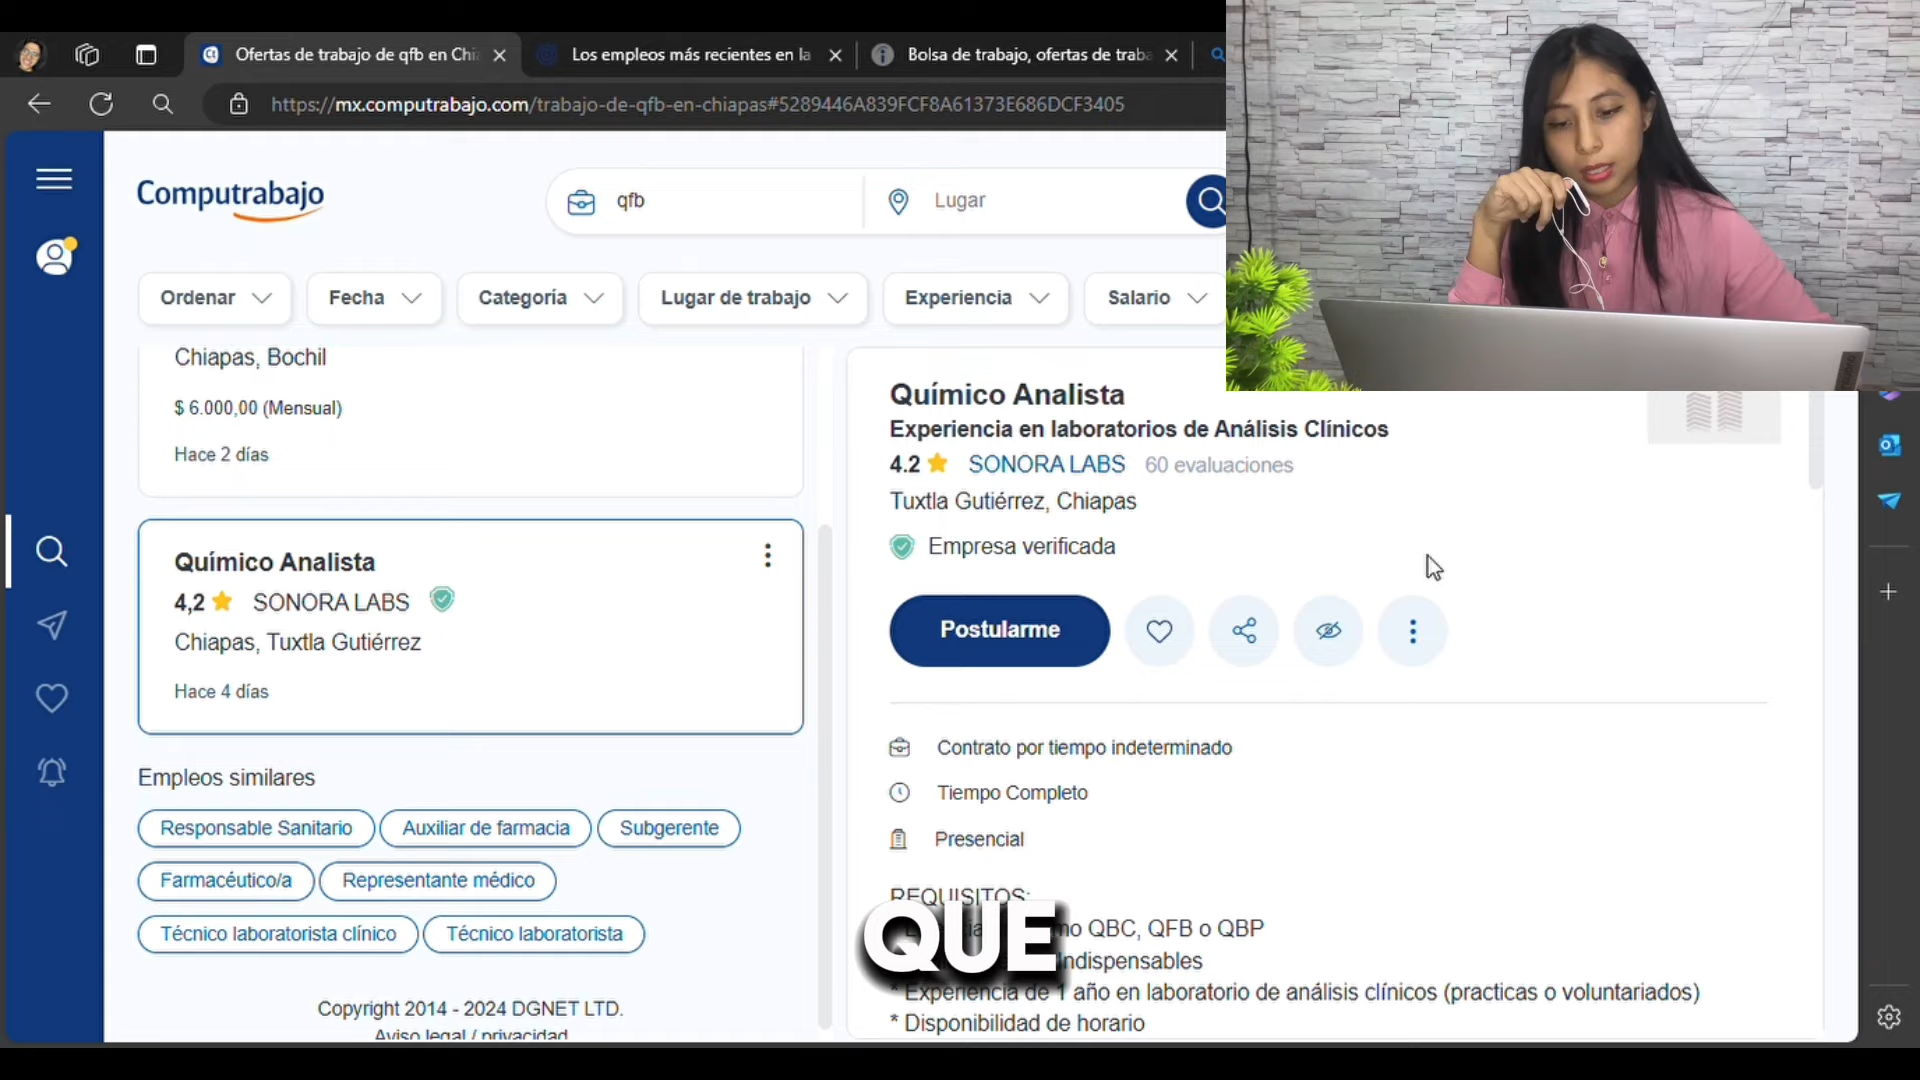 Ofertas de trabajo de qfb en Chi
Los empleos más recientes en la
Bolsa de trabajo, ofertas de traba
https://mx.computrabajo.com/trabajo-de-qfb-en-chiapas#5289446A839FCF8A61373E686DCF3405
Computrabajo
qfb
Lugar
Ordenar
Fecha
Categoría
Lugar de trabajo
Experiencia
Salario
Chiapas, Bochil
$ 6.000,00 (Mensual)
Hace 2 días
Químico Analista
4,2 SONORA LABS
Chiapas, Tuxtla Gutiérrez
Hace 4 días
Empleos similares
Responsable Sanitario
Auxiliar de farmacia
Subgerente
Farmacéutico/a
Representante médico
Técnico laboratorista clínico
Técnico laboratorista
Copyright 2014 - 2024 DGNET LTD.
Aviso legal / privacidad
Químico Analista
Experiencia en laboratorios de Análisis Clínicos
4.2 SONORA LABS 60 evaluaciones
Tuxtla Gutiérrez, Chiapas
Empresa verificada
Postularme
Contrato por tiempo indeterminado
Tiempo Completo
Presencial
REQUISITOS:
QBC, QFB o QBP
Indispensables
* Experiencia de 1 año en laboratorio de análisis clínicos (practicas o voluntariados)
* Disponibilidad de horario
QUE